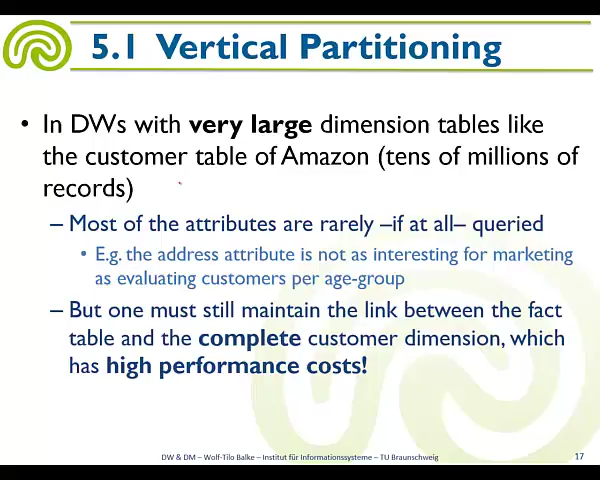 5.1 Vertical Partitioning
• In DWs with very large dimension tables like
the customer table of Amazon (tens of millions of
records)
– Most of the attributes are rarely –if at all– queried
• E.g. the address attribute is not as interesting for marketing
as evaluating customers per age-group
– But one must still maintain the link between the fact
table and the complete customer dimension, which
has high performance costs!
DW & DM – Wolf-Tilo Balke – Institut für Informationssysteme – TU Braunschweig 17